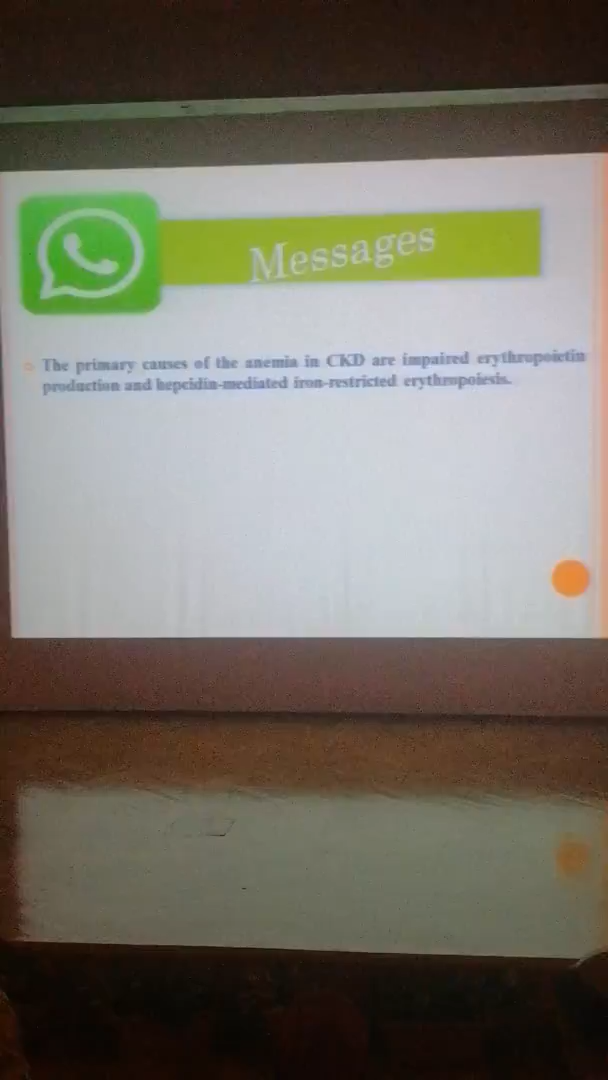 Messages
The primary causes of the anemia in CKD are impaired erythropoietin
production and hepcidin-mediated iron-restricted erythropoiesis.